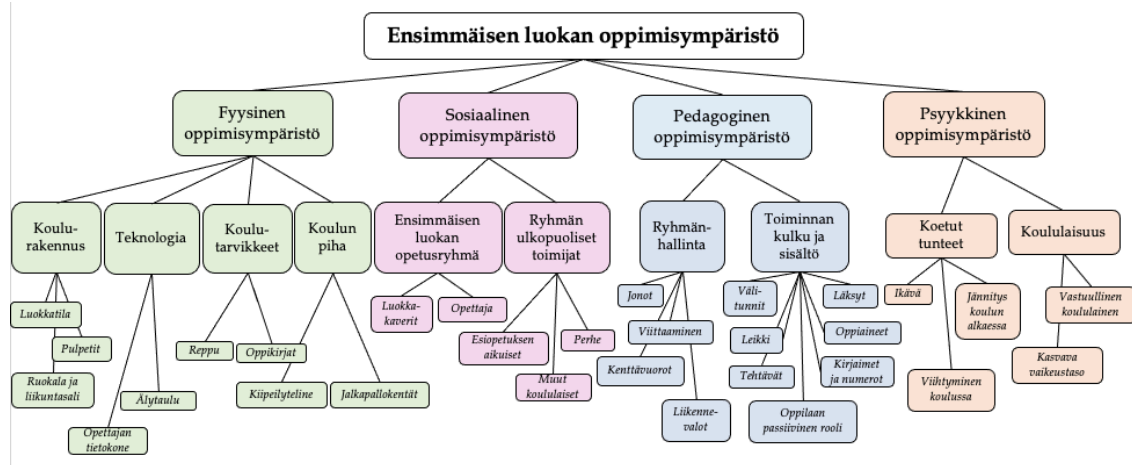 Ensimmäisen luokan oppimisympäristö
Fyysinen
oppimisympäristö
Sosiaalinen
oppimisympäristö
Pedagoginen
oppimisympäristö
Psyykkinen
oppimisympäristö
Koulu-
rakennus
Teknologia
Koulu-
tarvikkeet
Koulun
piha
Ensimmäisen
luokan
opetusryhmä
Ryhmän
ulkopuoliset
toimijat
Ryhmän-
hallinta
Toiminnan
kulku ja
sisältö
Koetut
tunteet
Koululaisuus
Luokkatila
Pulpetit
Ruokala ja
liikuntasali
Opettajan
tietokone
Älytaulu
Reppu
Oppikirjat
Kiipeilyteline
Jalkapallokentät
Luokka-
kaverit
Opettaja
Esiopetuksen
aikuiset
Perhe
Muut
koululaiset
Jonot
Viittaaminen
Kenttävuorot
Liikenne-
valot
Väli-
tunnit
Läksyt
Leikki
Oppiaineet
Tehtävät
Kirjaimet
ja numerot
Oppilaan
passiivinen rooli
Ikävä
Jännitys
koulun
alkaessa
Viihtyminen
koulussa
Vastuullinen
koululainen
Kasvava
vaikeustaso